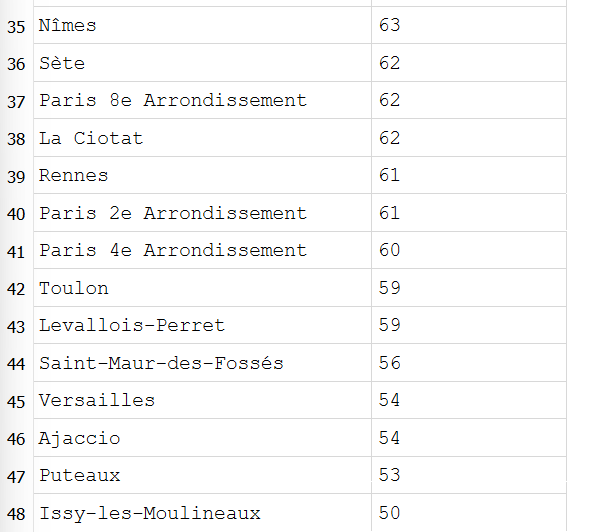 35 Nîmes 63
36 Sète 62
37 Paris 8e Arrondissement 62
38 La Ciotat 62
39 Rennes 61
40 Paris 2e Arrondissement 61
41 Paris 4e Arrondissement 60
42 Toulon 59
43 Levallois-Perret 59
44 Saint-Maur-des-Fossés 56
45 Versailles 54
46 Ajaccio 54
47 Puteaux 53
48 Issy-les-Moulineaux 50